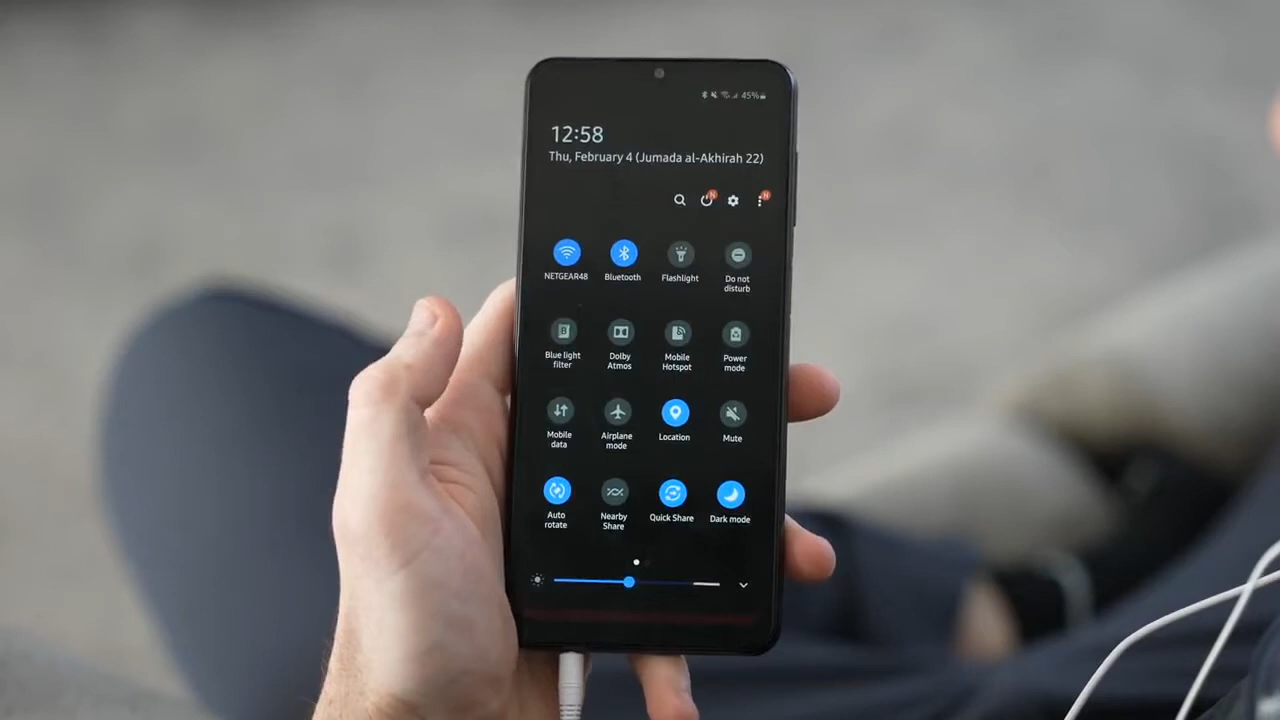 45%
12:58
Thu, February 4 (Jumada al-Akhirah 22)
N
N
NETGEAR48
Bluetooth
Flashlight
Do not
disturb
B
Blue light
filter
Dolby
Atmos
Mobile
Hotspot
Power
mode
Mobile
data
Airplane
mode
Location
Mute
Auto
rotate
Nearby
Share
Quick Share
Dark mode